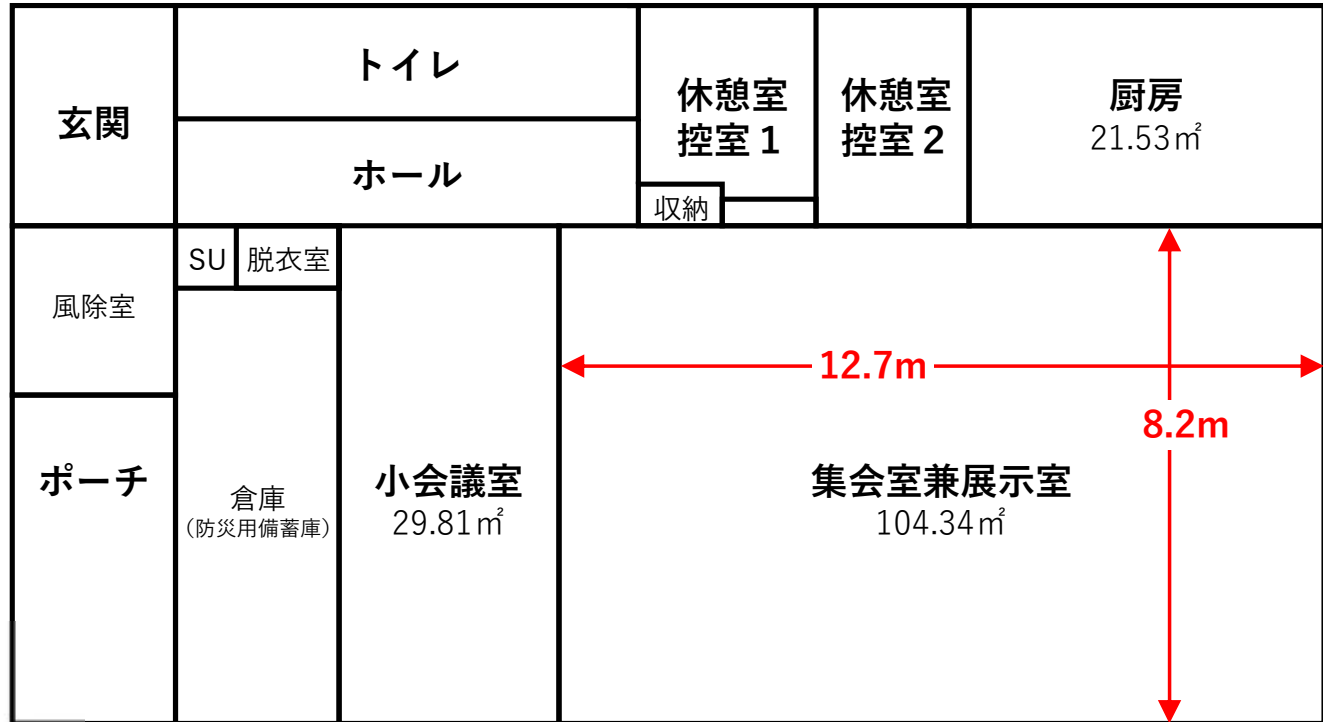 玄関
トイレ
ホール
休憩室
控室1
収納
休憩室
控室2
厨房
21.53㎡
風除室
SU
脱衣室
ポーチ
倉庫
(防災用備蓄庫)
小会議室
29.81㎡
12.7m
8.2m
集会室兼展示室
104.34㎡